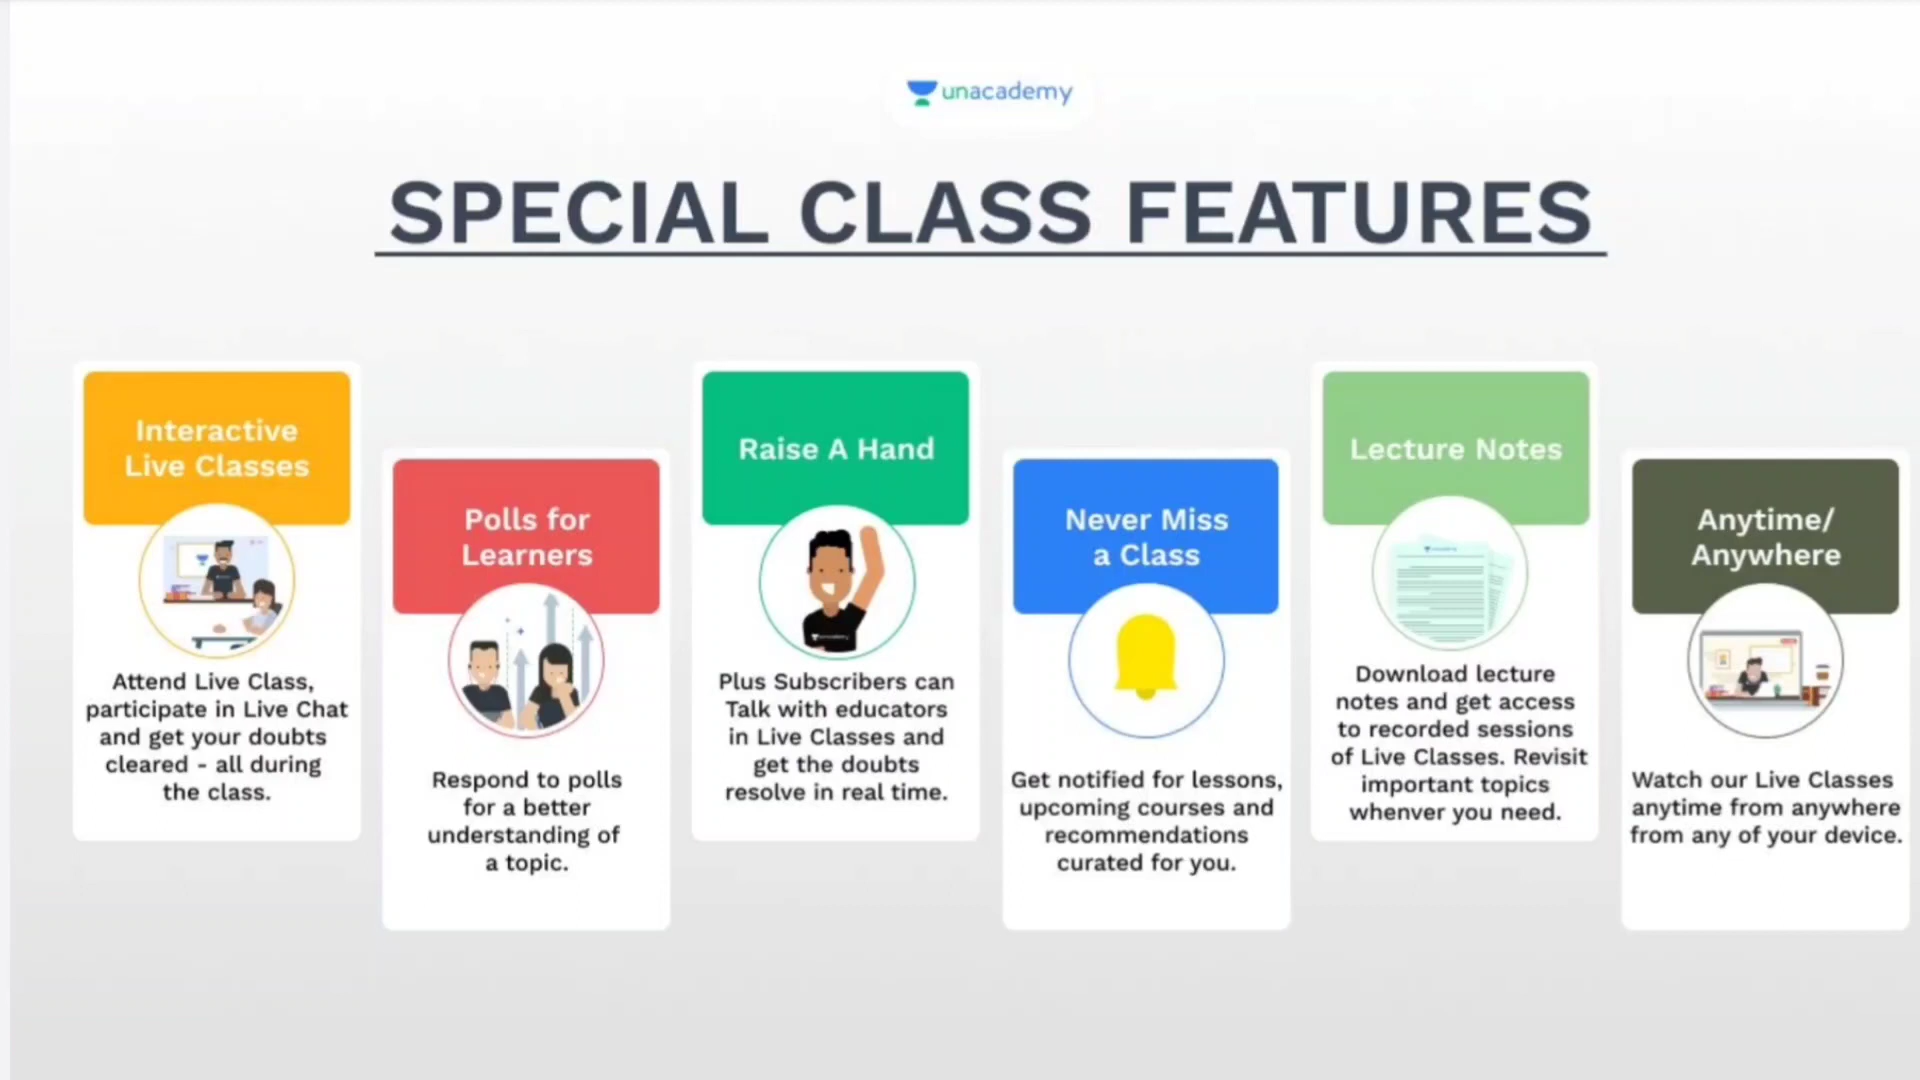 unacademy
SPECIAL CLASS FEATURES
Interactive
Live Classes
Attend Live Class,
participate in Live Chat
and get your doubts
cleared - all during
the class.
Polls for
Learners
Respond to polls
for a better
understanding of
a topic.
Raise A Hand
unacademy
Plus Subscribers can
Talk with educators
in Live Classes and
get the doubts
resolve in real time.
Never Miss
a Class
Get notified for lessons,
upcoming courses and
recommendations
curated for you.
Lecture Notes
unacademy
Download lecture
notes and get access
to recorded sessions
of Live Classes. Revisit
important topics
whenver you need.
Anytime/
Anywhere
Watch our Live Classes
anytime from anywhere
from any of your device.